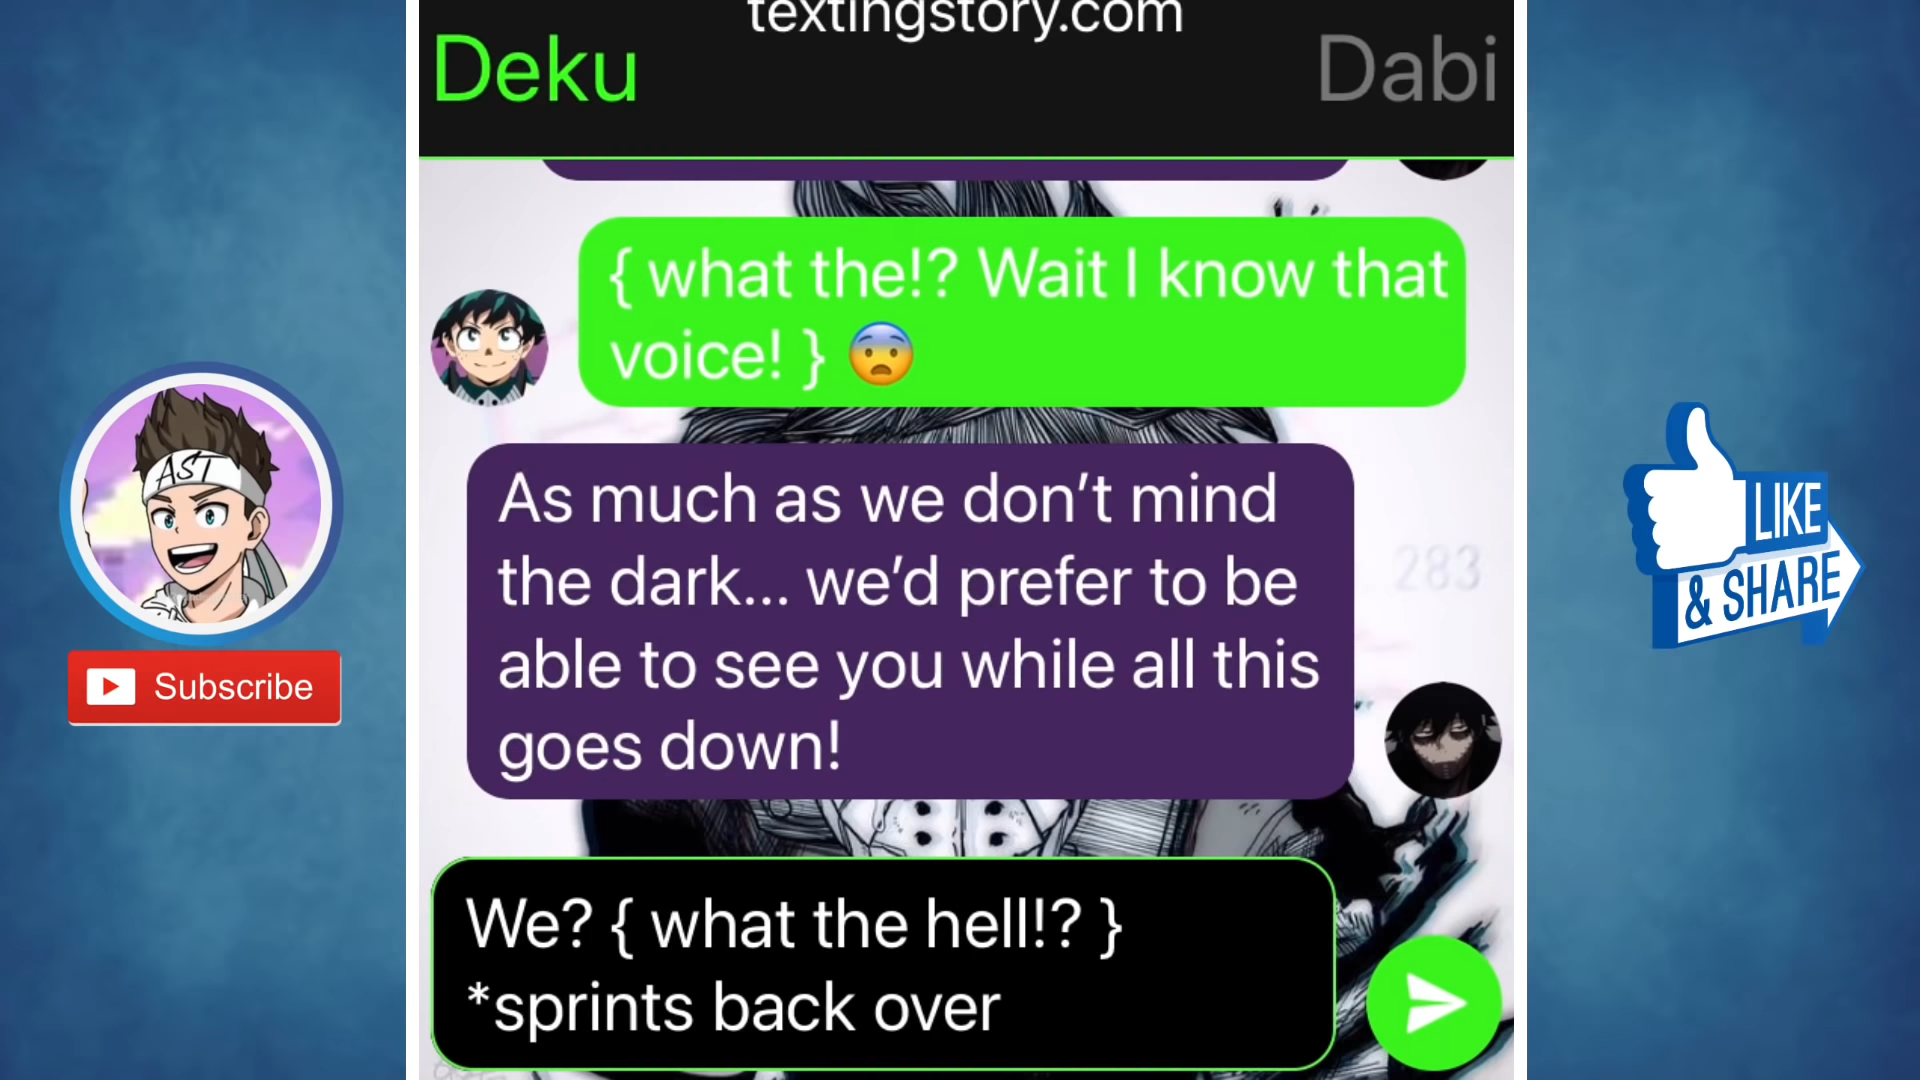 textingstory.com
Deku
Dabi
{ what the!? Wait I know that
voice! } 😨
As much as we don’t mind
the dark... we’d prefer to be
able to see you while all this
goes down!
283
We? { what the hell!? }
*sprints back over
AST
Subscribe
LIKE
& SHARE